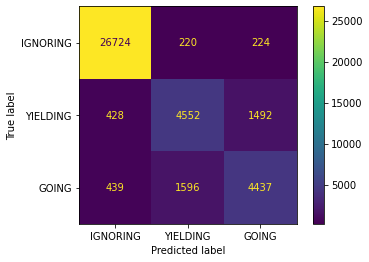 IGNORING 26724 220 224
YIELDING 428 4552 1492
GOING 439 1596 4437
IGNORING YIELDING GOING
True label
Predicted label
25000
20000
15000
10000
5000